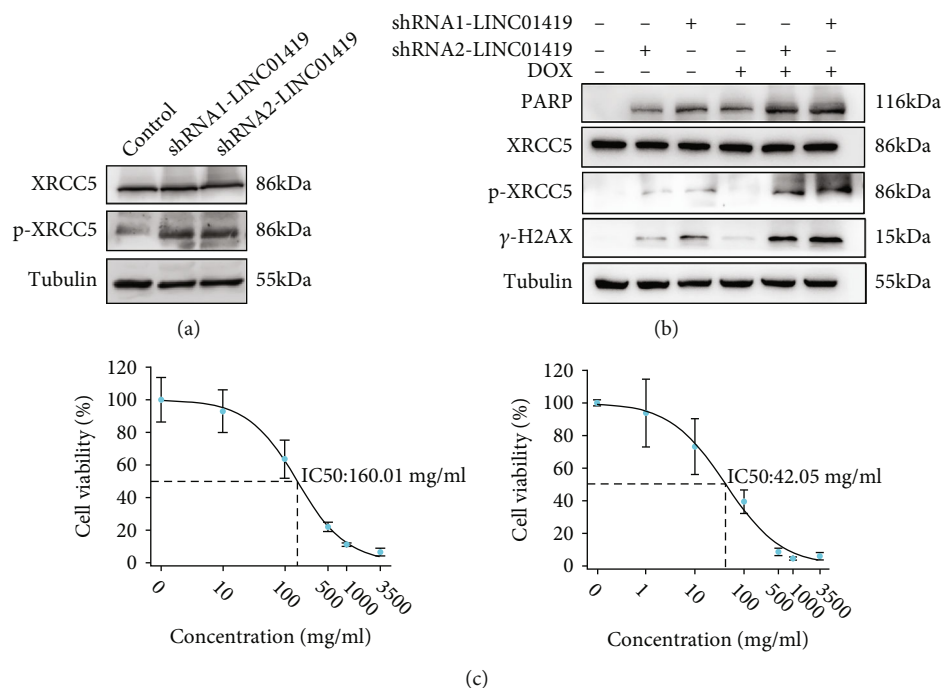 Control
shRNA1-LINC01419
shRNA2-LINC01419
XRCC5 86kDa
p-XRCC5 86kDa
Tubulin 55kDa
(a)
shRNA1-LINC01419 – – + – – +
shRNA2-LINC01419 – + – – + –
DOX – – – + + +
PARP 116kDa
XRCC5 86kDa
p-XRCC5 86kDa
γ-H2AX 15kDa
Tubulin 55kDa
(b)
Cell viability (%)
120
100
80
60
40
20
0
IC50:160.01 mg/ml
0 10 100 500 1000 3500
Concentration (mg/ml)
Cell viability (%)
120
100
80
60
40
20
0
IC50:42.05 mg/ml
0 1 10 100 500 1000 3500
Concentration (mg/ml)
(c)